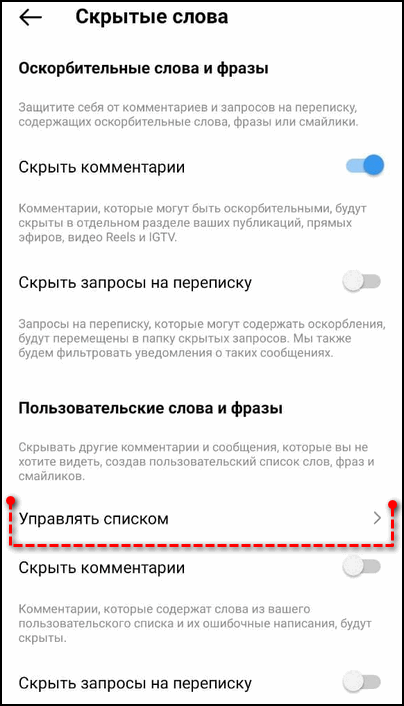 Скрытые слова
Оскорбительные слова и фразы
Защитите себя от комментариев и запросов на переписку,
содержащих оскорбительные слова, фразы или смайлики.
Скрыть комментарии
Комментарии, которые могут быть оскорбительными, будут
скрыты в отдельном разделе ваших публикаций, прямых
эфиров, видео Reels и IGTV.
Скрыть запросы на переписку
Запросы на переписку, которые могут содержать оскорбления,
будут перемещены в папку скрытых запросов. Мы также
будем фильтровать уведомления о таких сообщениях.
Пользовательские слова и фразы
Скрывать другие комментарии и сообщения, которые вы не
хотите видеть, создав пользовательский список слов, фраз и
смайликов.
Управлять списком
Скрыть комментарии
Комментарии, которые содержат слова из вашего
пользовательского списка и их ошибочные написания, будут
скрыты.
Скрыть запросы на переписку